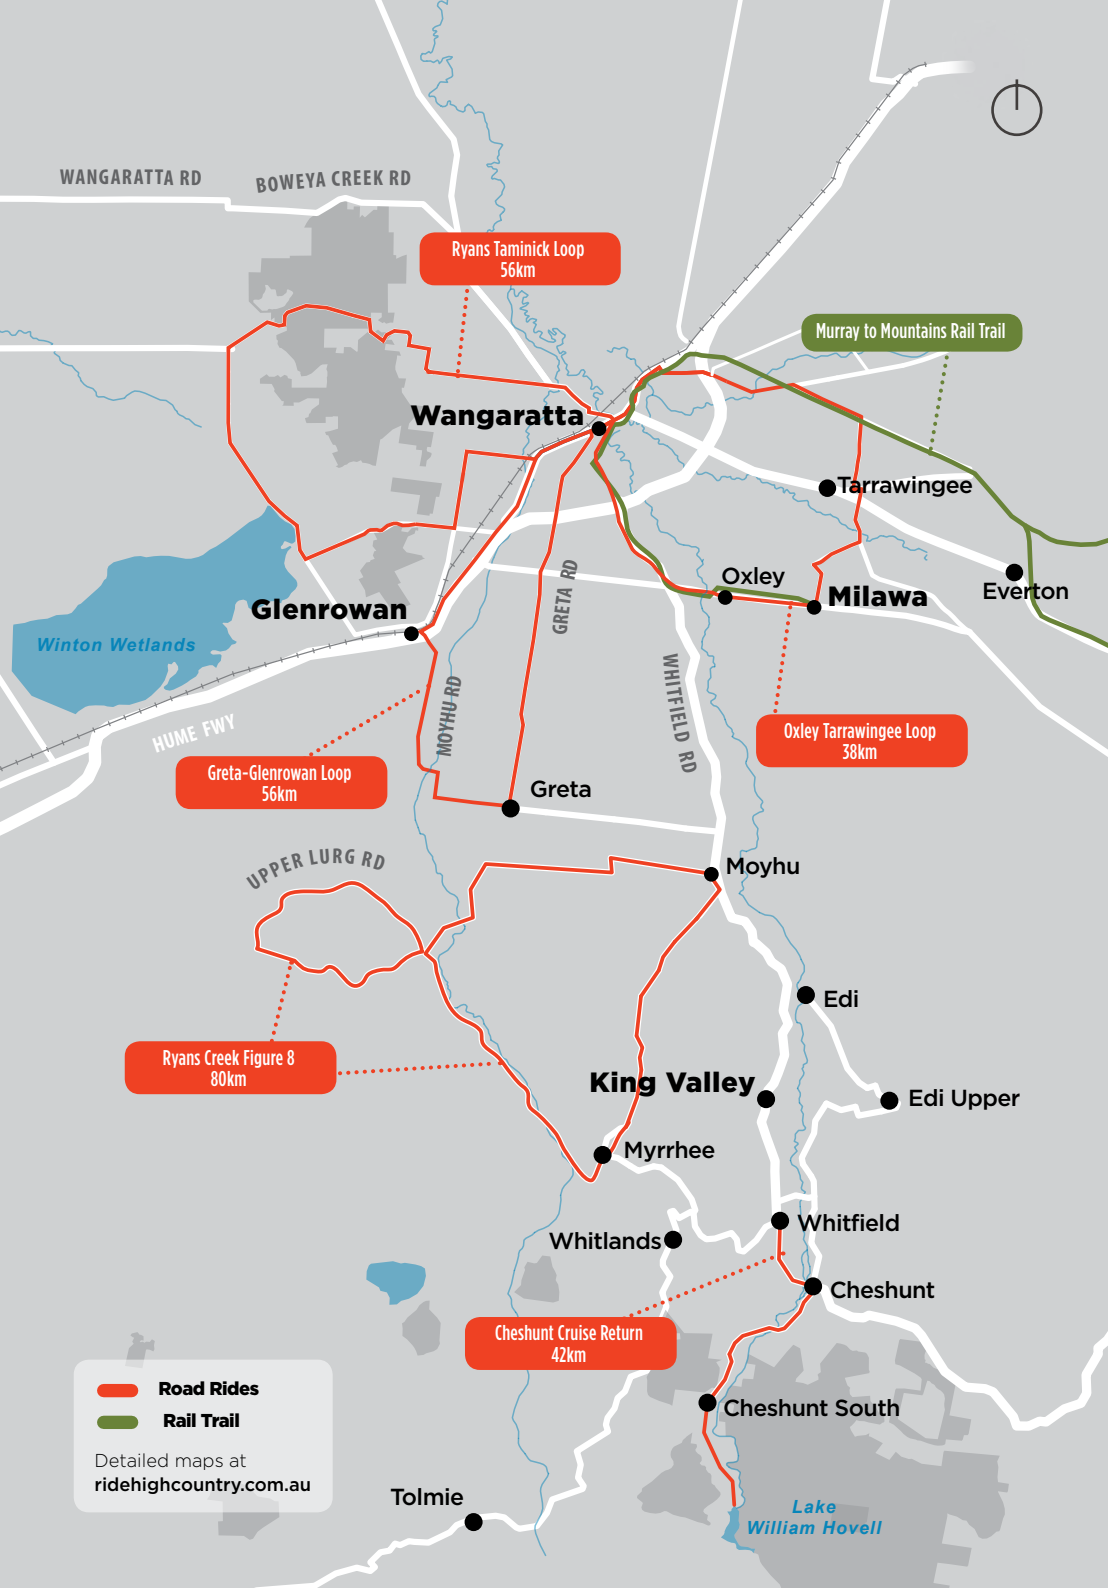 WANGARATTA RD
BOWEYA CREEK RD
Ryans Taminick Loop
56km
Murray to Mountains Rail Trail
Wangaratta
Tarrawingee
Oxley
Everton
Milawa
Glenrowan
GRETA RD
Winton Wetlands
WHITFIELD RD
MOYHU RD
HUME FWY
Oxley Tarrawingee Loop
38km
Greta-Glenrowan Loop
56km
Greta
UPPER LURG RD
Moyhu
Edi
Ryans Creek Figure 8
80km
King Valley
Edi Upper
Myrrhee
Whitfield
Whitlands
Cheshunt
Cheshunt Cruise Return
42km
Road Rides
Rail Trail
Detailed maps at
ridehighcountry.com.au
Cheshunt South
Tolmie
Lake
William Hovell